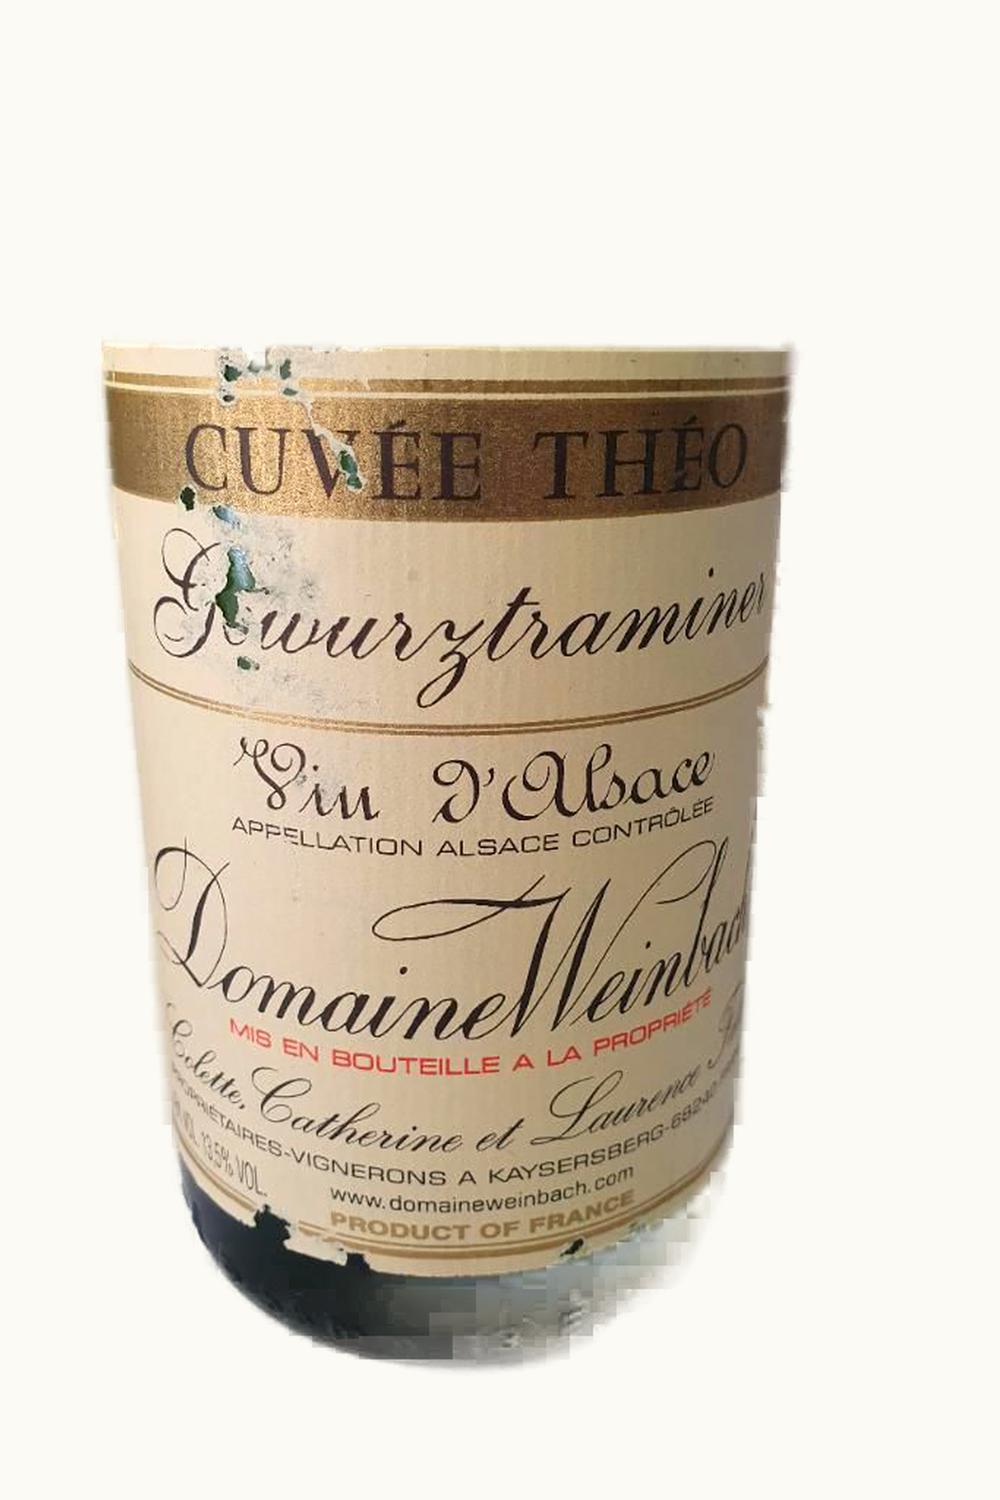 CUVÉE THÉO
Gewurztraminer
Vin d'Alsace
APPELLATION ALSACE CONTRÔLÉE
Domaine Weinbach
MIS EN BOUTEILLE A LA PROPRIÉTÉ
Colette, Catherine et Laurence
PROPRIÉTAIRES-VIGNERONS A KAYSERSBERG-68240
13,5% VOL.
www.domaineweinbach.com
PRODUCT OF FRANCE